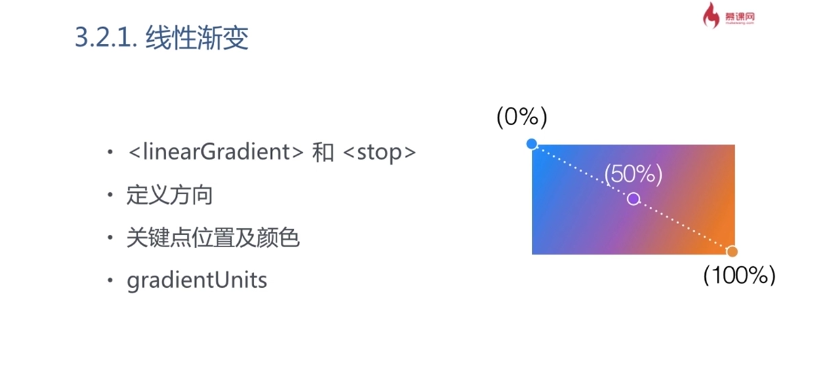 慕课网
3.2.1. 线性渐变
(0%)
• <linearGradient> 和 <stop>
(50%)
• 定义方向
• 关键点位置及颜色
(100%)
• gradientUnits